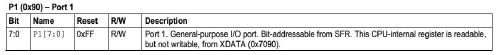 P1 (0x90) – Port 1
Bit Name Reset R/W Description
7:0 P1[7:0] 0xFF R/W Port 1. General-purpose I/O port. Bit-addressable from SFR. This CPU-internal register is readable,
but not writable, from XDATA (0x7090).